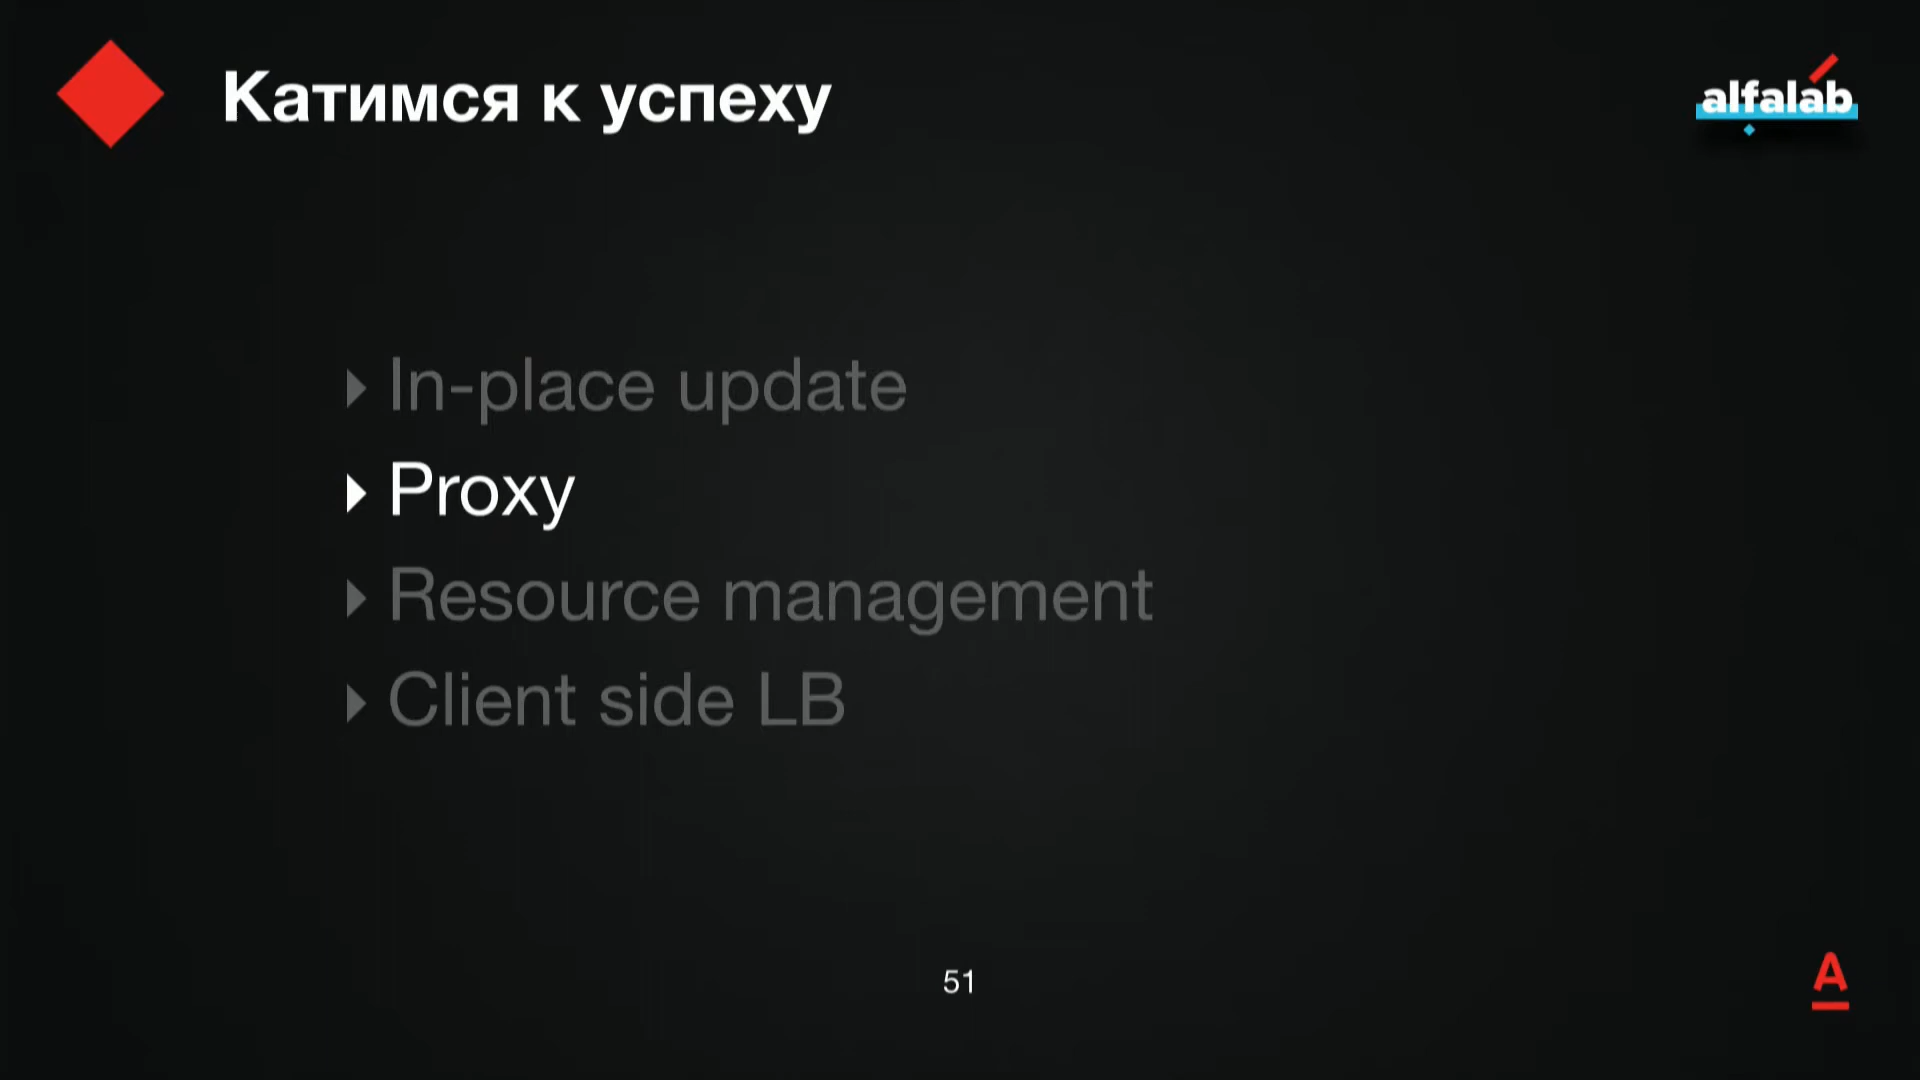 Катимся к успеху
alfalab
In-place update
Proxy
Resource management
Client side LB
51
A